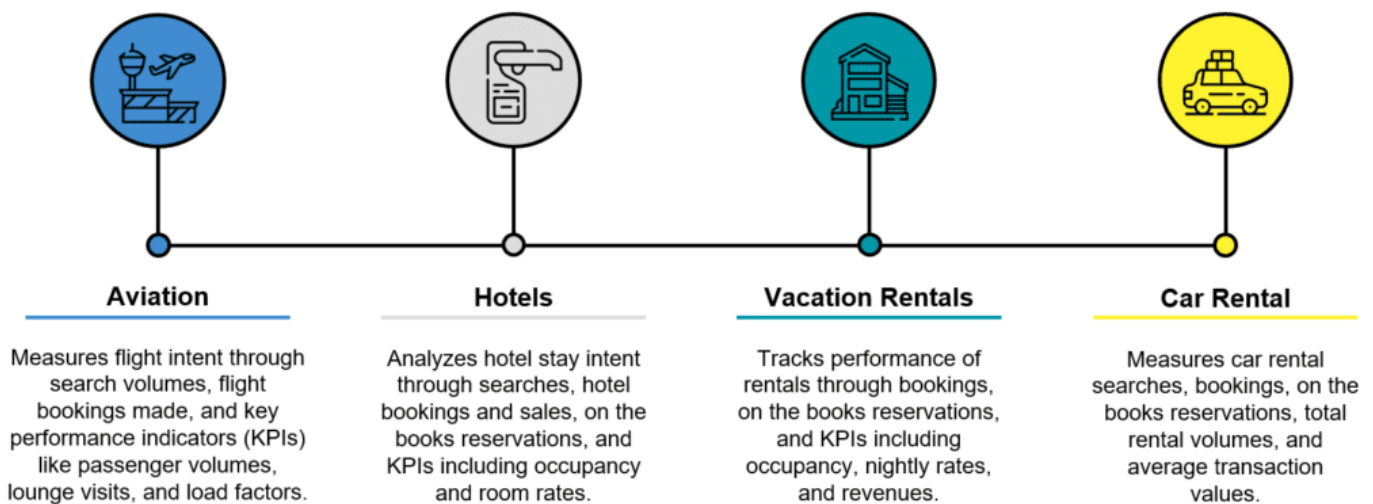 Aviation
Measures flight intent through
search volumes, flight
bookings made, and key
performance indicators (KPIs)
like passenger volumes,
lounge visits, and load factors.
Hotels
Analyzes hotel stay intent
through searches, hotel
bookings and sales, on the
books reservations, and
KPIs including occupancy
and room rates.
Vacation Rentals
Tracks performance of
rentals through bookings,
on the books reservations,
and KPIs including
occupancy, nightly rates,
and revenues.
Car Rental
Measures car rental
searches, bookings, on the
books reservations, total
rental volumes, and
average transaction
values.